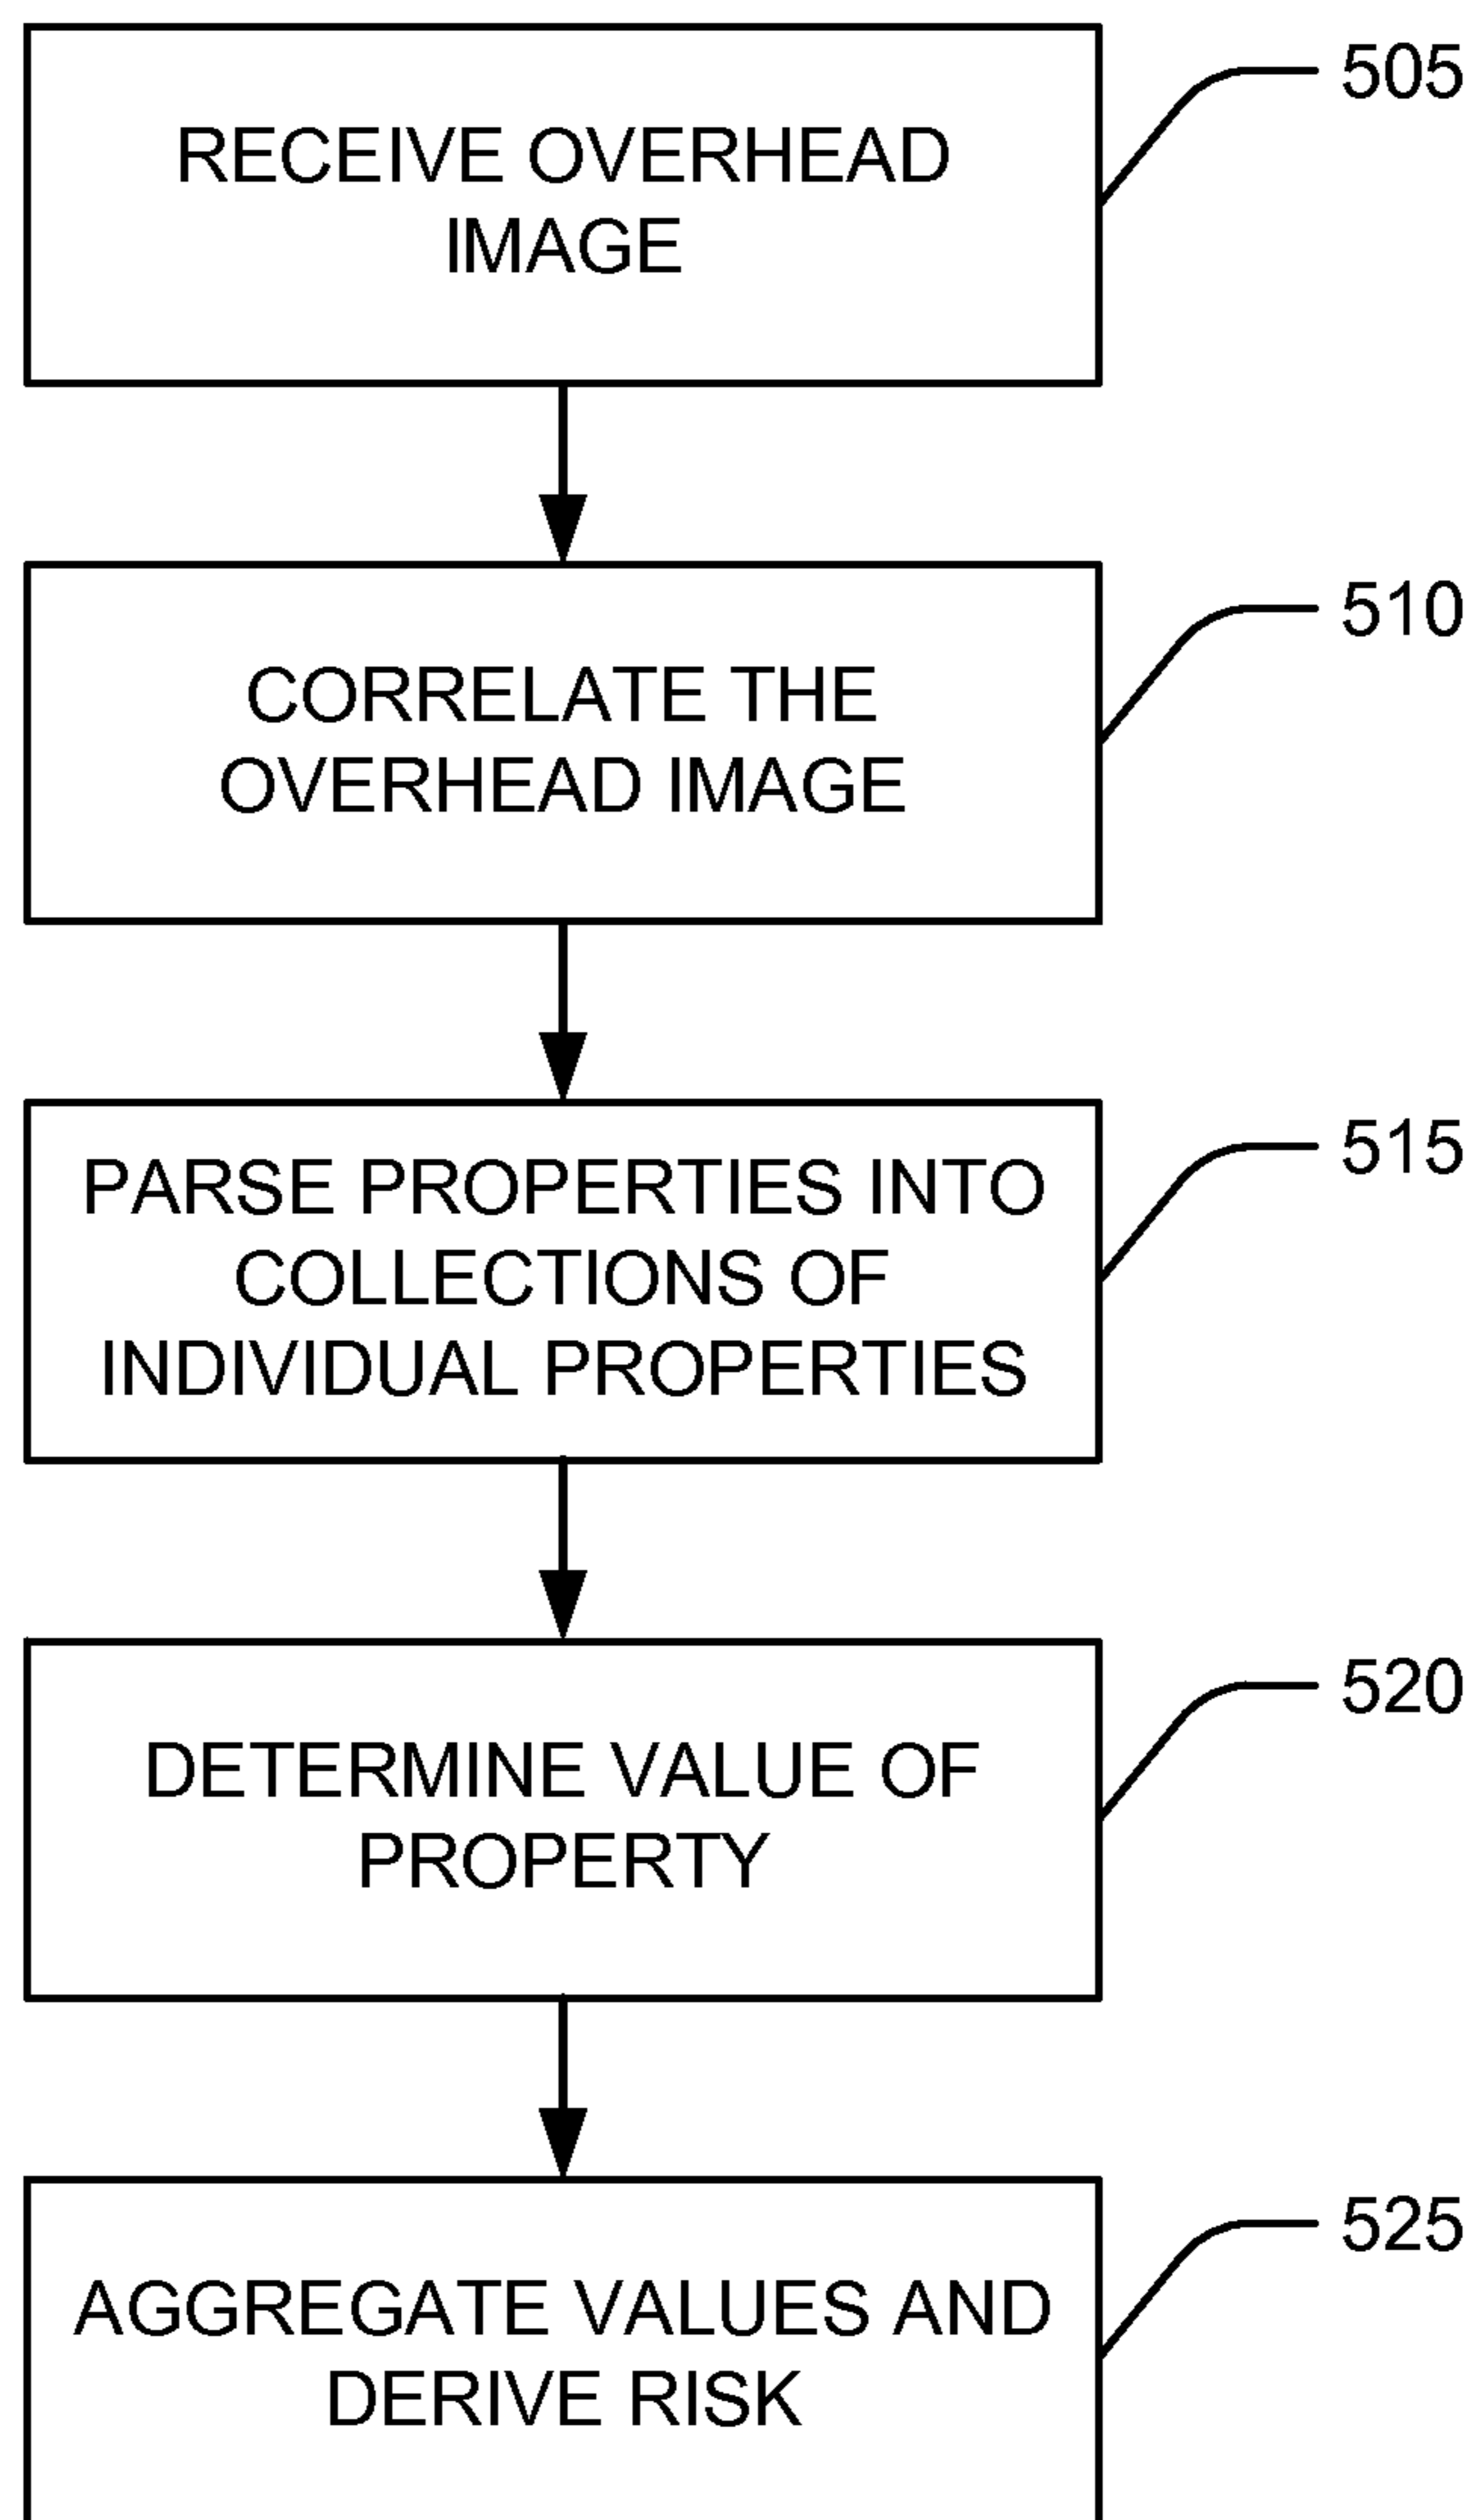 505
RECEIVE OVERHEAD
IMAGE
510
CORRELATE THE
OVERHEAD IMAGE
515
PARSE PROPERTIES INTO
COLLECTIONS OF
INDIVIDUAL PROPERTIES
520
DETERMINE VALUE OF
PROPERTY
525
AGGREGATE VALUES AND
DERIVE RISK